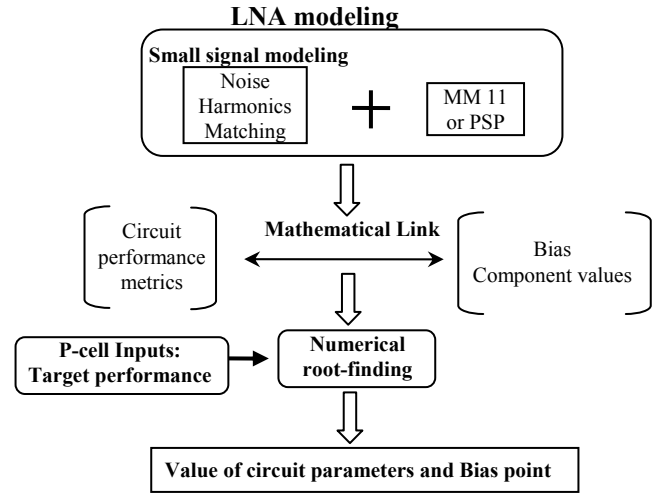 LNA modeling
Small signal modeling
Noise
Harmonics
Matching
+
MM 11
or PSP
Mathematical Link
Circuit
performance
metrics
Bias
Component values
P-cell Inputs:
Target performance
Numerical
root-finding
Value of circuit parameters and Bias point